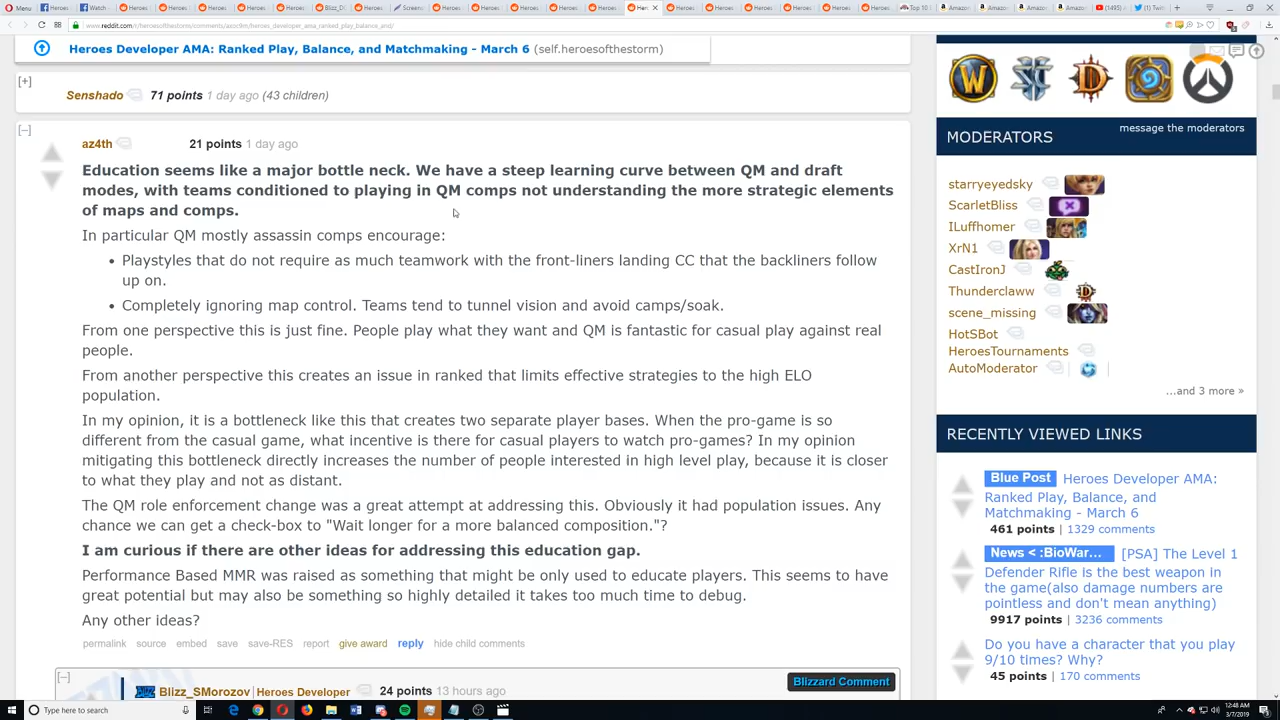 Menu
www.reddit.com/r/heroesofthestorm/comments/axoc9m/heroes_developer_ama_ranked_play_balance_and/
Heroes Developer AMA: Ranked Play, Balance, and Matchmaking - March 6 (self.heroesofthestorm)
[+]
Senshado 71 points 1 day ago (43 children)
[–]
az4th 21 points 1 day ago
Education seems like a major bottle neck. We have a steep learning curve between QM and draft
modes, with teams conditioned to playing in QM comps not understanding the more strategic elements
of maps and comps.
In particular QM mostly assassin comps encourage:
• Playstyles that do not require as much teamwork with the front-liners landing CC that the backliners follow
up on.
• Completely ignoring map control. Teams tend to tunnel vision and avoid camps/soak.
From one perspective this is just fine. People play what they want and QM is fantastic for casual play against real
people.
From another perspective this creates an issue in ranked that limits effective strategies to the high ELO
population.
In my opinion, it is a bottleneck like this that creates two separate player bases. When the pro-game is so
different from the casual game, what incentive is there for casual players to watch pro-games? In my opinion
mitigating this bottleneck directly increases the number of people interested in high level play, because it is closer
to what they play and not as distant.
The QM role enforcement change was a great attempt at addressing this. Obviously it had population issues. Any
chance we can get a check-box to "Wait longer for a more balanced composition."?
I am curious if there are other ideas for addressing this education gap.
Performance Based MMR was raised as something that might be only used to educate players. This seems to have
great potential but may also be something so highly detailed it takes too much time to debug.
Any other ideas?
permalink source embed save save-RES report give award reply hide child comments
[–]
Blizz_SMorozov Heroes Developer 24 points 13 hours ago
Blizzard Comment
MODERATORS
message the moderators
starryeyedsky
ScarletBliss
ILuffhomer
XrN1
CastIronJ
Thunderclaww
scene_missing
HotSBot
HeroesTournaments
AutoModerator
...and 3 more »
RECENTLY VIEWED LINKS
Blue Post Heroes Developer AMA:
Ranked Play, Balance, and
Matchmaking - March 6
461 points | 1329 comments
News < :BioWar... [PSA] The Level 1
Defender Rifle is the best weapon in
the game(also damage numbers are
pointless and don't mean anything)
9917 points | 3236 comments
Do you have a character that you play
9/10 times? Why?
45 points | 170 comments
Type here to search
12:48 AM
3/7/2019